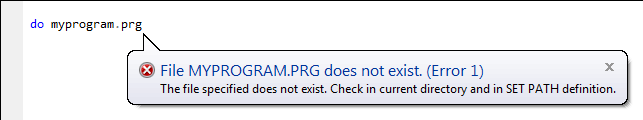 do myprogram.prg
File MYPROGRAM.PRG does not exist. (Error 1)
The file specified does not exist. Check in current directory and in SET PATH definition.